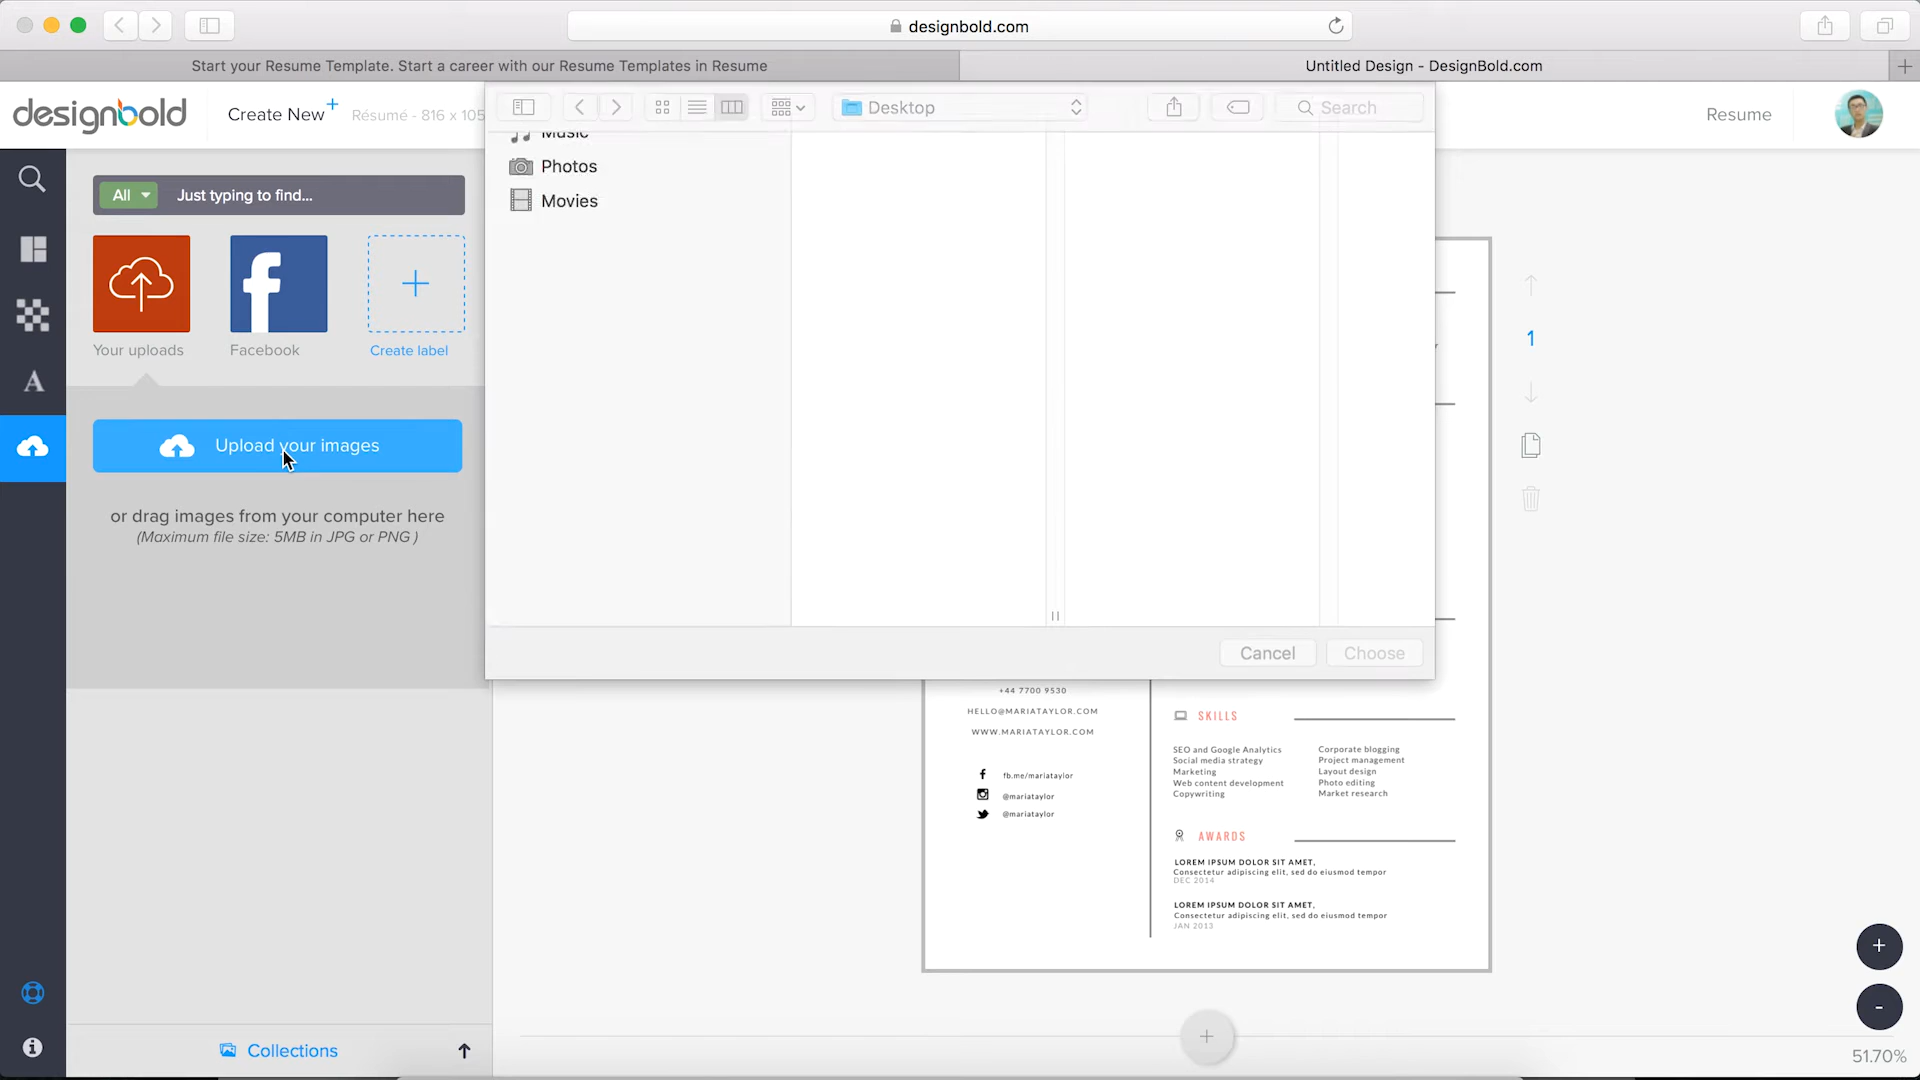 designbold.com
Start your Resume Template. Start a career with our Resume Templates in Resume
Untitled Design - DesignBold.com
designbold
Create New
Résumé - 816 x 105
Desktop
Search
Resume
Music
Photos
Movies
All
Just typing to find...
Your uploads
Facebook
Create label
1
Upload your images
or drag images from your computer here
(Maximum file size: 5MB in JPG or PNG )
Cancel
Choose
+44 7700 9530
HELLO@MARIATAYLOR.COM
WWW.MARIATAYLOR.COM
fb.me/mariataylor
@mariataylor
@mariataylor
SKILLS
SEO and Google Analytics
Social media strategy
Marketing
Web content development
Copywriting
Corporate blogging
Project management
Layout design
Photo editing
Market research
AWARDS
LOREM IPSUM DOLOR SIT AMET,
Consectetur adipiscing elit, sed do eiusmod tempor
DEC 2014
LOREM IPSUM DOLOR SIT AMET,
Consectetur adipiscing elit, sed do eiusmod tempor
JAN 2013
Collections
51.70%